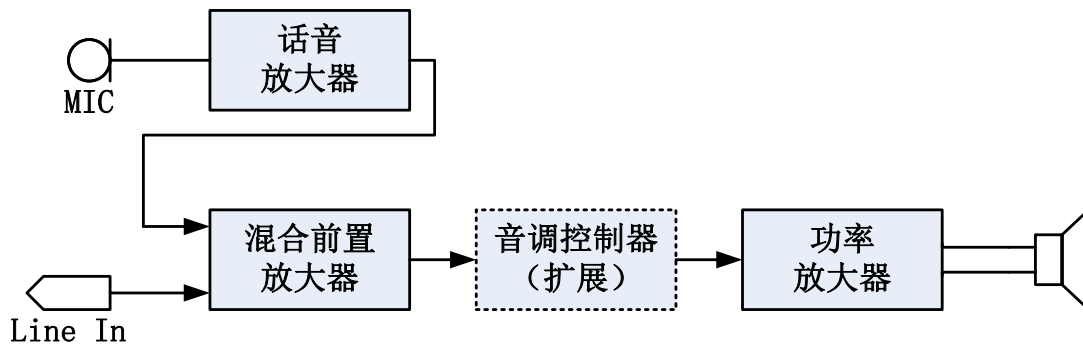 话音
放大器
MIC
混合前置
放大器
音调控制器
（扩展）
功率
放大器
Line In